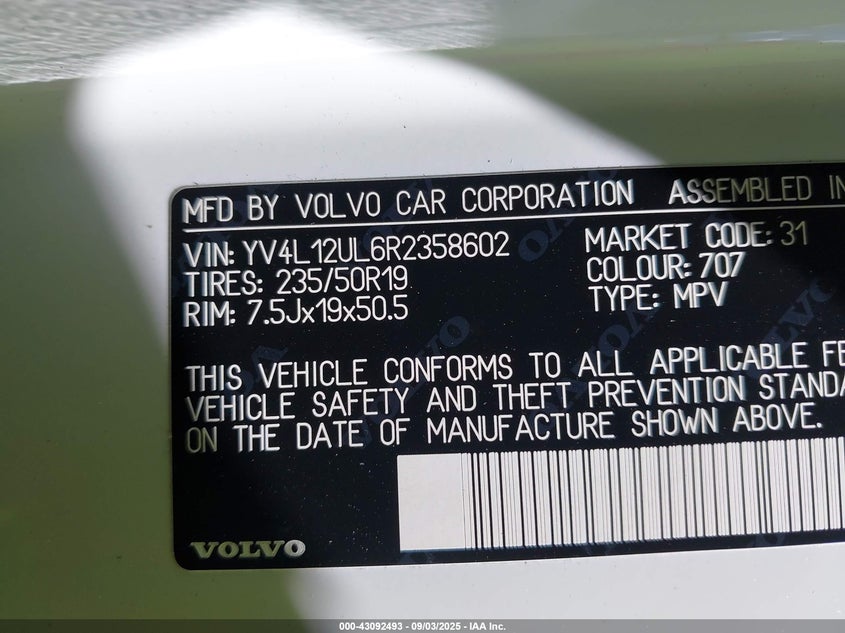 MFD BY VOLVO CAR CORPORATION ASSEMBLED IN
VIN: YV4L12UL6R2358602 MARKET CODE: 31
TIRES: 235/50R19 COLOUR: 707
RIM: 7.5Jx19x50.5 TYPE: MPV
THIS VEHICLE CONFORMS TO ALL APPLICABLE FE
VEHICLE SAFETY AND THEFT PREVENTION STANDA
ON THE DATE OF MANUFACTURE SHOWN ABOVE.
VOLVO
000-43092493 - 09/03/2025 - IAA Inc.